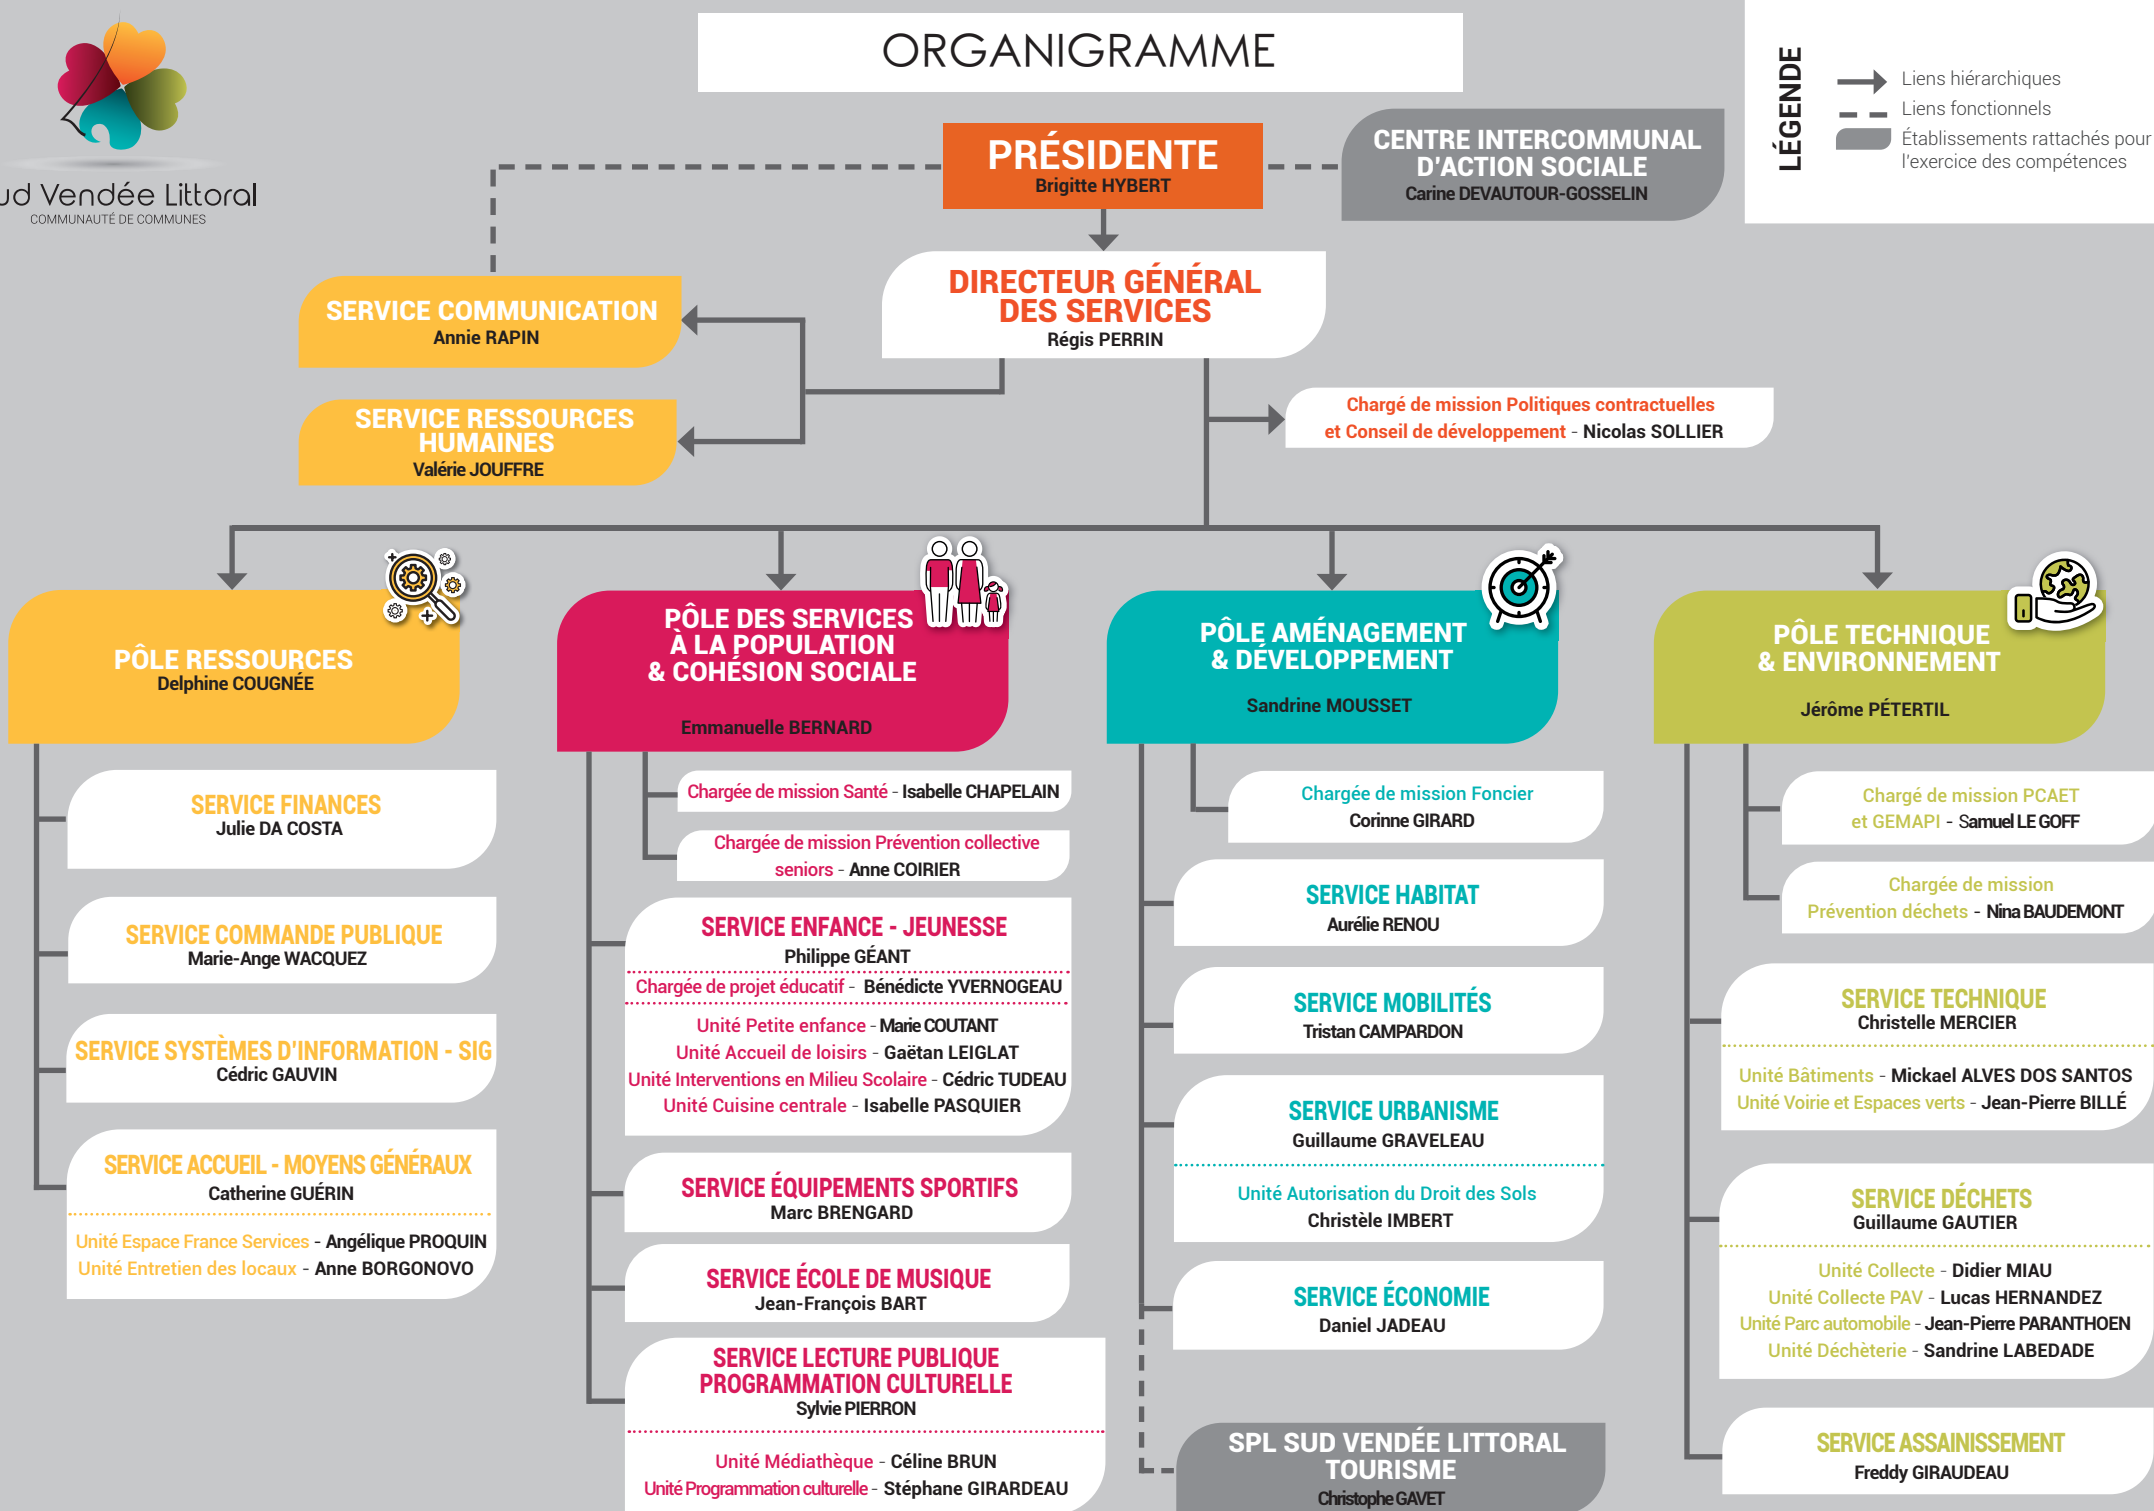 ORGANIGRAMME
ud Vendée Littoral
COMMUNAUTÉ DE COMMUNES
LÉGENDE
Liens hiérarchiques
Liens fonctionnels
Établissements rattachés pour
l'exercice des compétences
PRÉSIDENTE
Brigitte HYBERT
CENTRE INTERCOMMUNAL
D'ACTION SOCIALE
Carine DEVAUTOUR-GOSSELIN
DIRECTEUR GÉNÉRAL
DES SERVICES
Régis PERRIN
SERVICE COMMUNICATION
Annie RAPIN
SERVICE RESSOURCES
HUMAINES
Valérie JOUFFRE
Chargé de mission Politiques contractuelles
et Conseil de développement - Nicolas SOLLIER
PÔLE RESSOURCES
Delphine COUGNÉE
SERVICE FINANCES
Julie DA COSTA
SERVICE COMMANDE PUBLIQUE
Marie-Ange WACQUEZ
SERVICE SYSTÈMES D'INFORMATION - SIG
Cédric GAUVIN
SERVICE ACCUEIL - MOYENS GÉNÉRAUX
Catherine GUÉRIN
Unité Espace France Services - Angélique PROQUIN
Unité Entretien des locaux - Anne BORGONOVO
PÔLE DES SERVICES
À LA POPULATION
& COHÉSION SOCIALE
Emmanuelle BERNARD
Chargée de mission Santé - Isabelle CHAPELAIN
Chargée de mission Prévention collective
seniors - Anne COIRIER
SERVICE ENFANCE - JEUNESSE
Philippe GÉANT
Chargée de projet éducatif - Bénédicte YVERNOGEAU
Unité Petite enfance - Marie COUTANT
Unité Accueil de loisirs - Gaëtan LEIGLAT
Unité Interventions en Milieu Scolaire - Cédric TUDEAU
Unité Cuisine centrale - Isabelle PASQUIER
SERVICE ÉQUIPEMENTS SPORTIFS
Marc BRENGARD
SERVICE ÉCOLE DE MUSIQUE
Jean-François BART
SERVICE LECTURE PUBLIQUE
PROGRAMMATION CULTURELLE
Sylvie PIERRON
Unité Médiathèque - Céline BRUN
Unité Programmation culturelle - Stéphane GIRARDEAU
PÔLE AMÉNAGEMENT
& DÉVELOPPEMENT
Sandrine MOUSSET
Chargée de mission Foncier
Corinne GIRARD
SERVICE HABITAT
Aurélie RENOU
SERVICE MOBILITÉS
Tristan CAMPARDON
SERVICE URBANISME
Guillaume GRAVELEAU
Unité Autorisation du Droit des Sols
Christèle IMBERT
SERVICE ÉCONOMIE
Daniel JADEAU
SPL SUD VENDÉE LITTORAL
TOURISME
Christophe GAVET
PÔLE TECHNIQUE
& ENVIRONNEMENT
Jérôme PÉTERTIL
Chargé de mission PCAET
et GEMAPI - Samuel LE GOFF
Chargée de mission
Prévention déchets - Nina BAUDEMONT
SERVICE TECHNIQUE
Christelle MERCIER
Unité Bâtiments - Mickael ALVES DOS SANTOS
Unité Voirie et Espaces verts - Jean-Pierre BILLÉ
SERVICE DÉCHETS
Guillaume GAUTIER
Unité Collecte - Didier MIAU
Unité Collecte PAV - Lucas HERNANDEZ
Unité Parc automobile - Jean-Pierre PARANTHOEN
Unité Déchèterie - Sandrine LABEDADE
SERVICE ASSAINISSEMENT
Freddy GIRAUDEAU